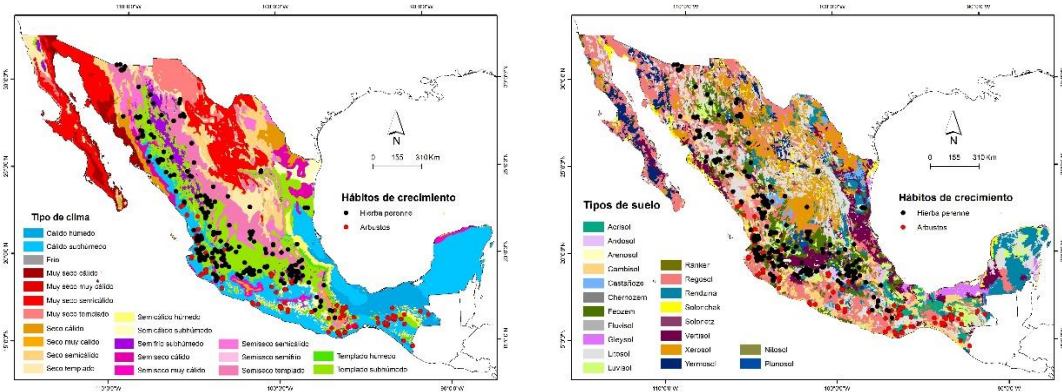 N
0 155 310 Km
Hábitos de crecimiento
Hierba perenne
Arbustos
Tipo de clima
Cálido húmedo
Cálido subhúmedo
Frío
Muy seco cálido
Muy seco muy cálido
Muy seco semicálido
Muy seco templado
Seco cálido
Seco muy cálido
Seco semicálido
Seco templado
Semicálido húmedo
Semicálido subhúmedo
Semifrío subhúmedo
Semiseco cálido
Semiseco muy cálido
Semiseco semicálido
Semiseco semifrío
Semiseco templado
Templado húmedo
Templado subhúmedo
N
0 155 310 Km
Hábitos de crecimiento
Hierba perenne
Arbustos
Tipos de suelo
Acrisol
Andosol
Arenosol
Cambisol
Castañoze
Chernozem
Feozem
Fluvisol
Gleysol
Litosol
Luvisol
Ranker
Regosol
Rendzina
Solonchak
Solonetz
Vertisol
Xerosol
Yermosol
Nitosol
Planosol